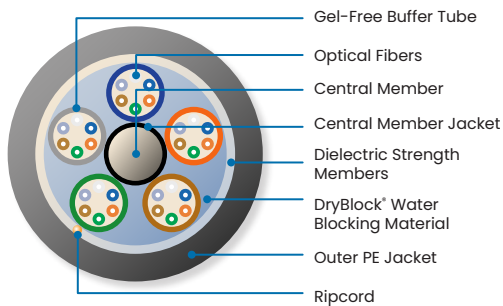 Gel-Free Buffer Tube
Optical Fibers
Central Member
Central Member Jacket
Dielectric Strength
Members
DryBlock® Water
Blocking Material
Outer PE Jacket
Ripcord